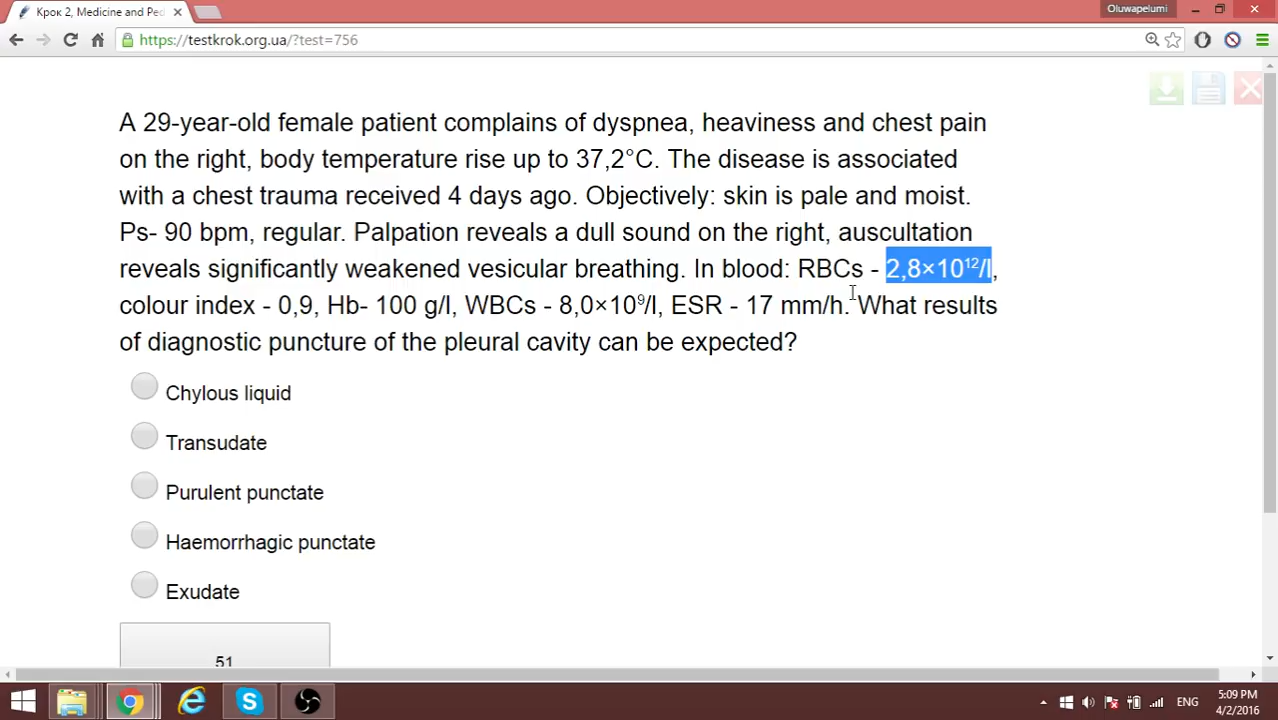 Крок 2, Medicine and Pec
Oluwapelumi
https://testkrok.org.ua/?test=756
A 29-year-old female patient complains of dyspnea, heaviness and chest pain
on the right, body temperature rise up to 37,2°C. The disease is associated
with a chest trauma received 4 days ago. Objectively: skin is pale and moist.
Ps- 90 bpm, regular. Palpation reveals a dull sound on the right, auscultation
reveals significantly weakened vesicular breathing. In blood: RBCs - 2,8×10¹²/l,
colour index - 0,9, Hb- 100 g/l, WBCs - 8,0×10⁹/l, ESR - 17 mm/h. What results
of diagnostic puncture of the pleural cavity can be expected?
Chylous liquid
Transudate
Purulent punctate
Haemorrhagic punctate
Exudate
51
ENG
5:09 PM
4/2/2016